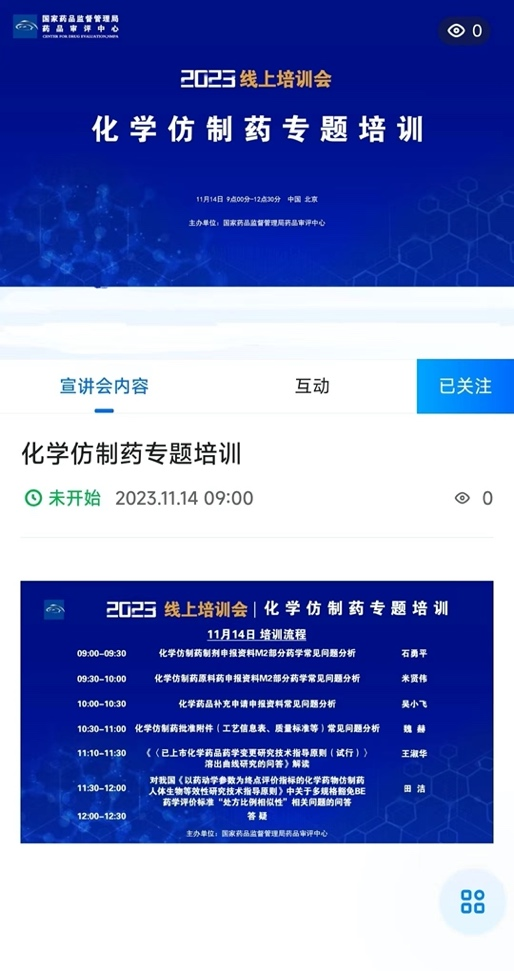 国家药品监督管理局
药品审评中心
CENTER FOR DRUG EVALUATION, NMPA
0
2023 线上培训会
化学仿制药专题培训
11月14日 9点00分-12点30分 中国 北京
主办单位：国家药品监督管理局药品审评中心
宣讲会内容 互动 已关注
化学仿制药专题培训
未开始 2023.11.14 09:00 0
2023 线上培训会 | 化学仿制药专题培训
11月14日 培训流程
09:00-09:30 化学仿制药制剂申报资料M2部分药学常见问题分析 石勇平
09:30-10:00 化学仿制药原料药申报资料M2部分药学常见问题分析 朱贤伟
10:00-10:30 化学药品补充申请申报资料常见问题分析 吴小飞
10:30-11:00 化学仿制药批准附件（工艺信息表、质量标准等）常见问题分析 魏 赫
11:10-11:30 《〈已上市化学药品药学变更研究技术指导原则（试行）〉
溶出曲线研究的问答》解读 王淑华
对我国《以药动学参数为终点评价指标的化学药物仿制药
11:30-12:00 人体生物等效性研究技术指导原则》中关于多规格豁免BE 田 洁
药学评价标准“处方比例相似性”相关问题的问答
12:00-12:30 答疑
主办单位：国家药品监督管理局药品审评中心